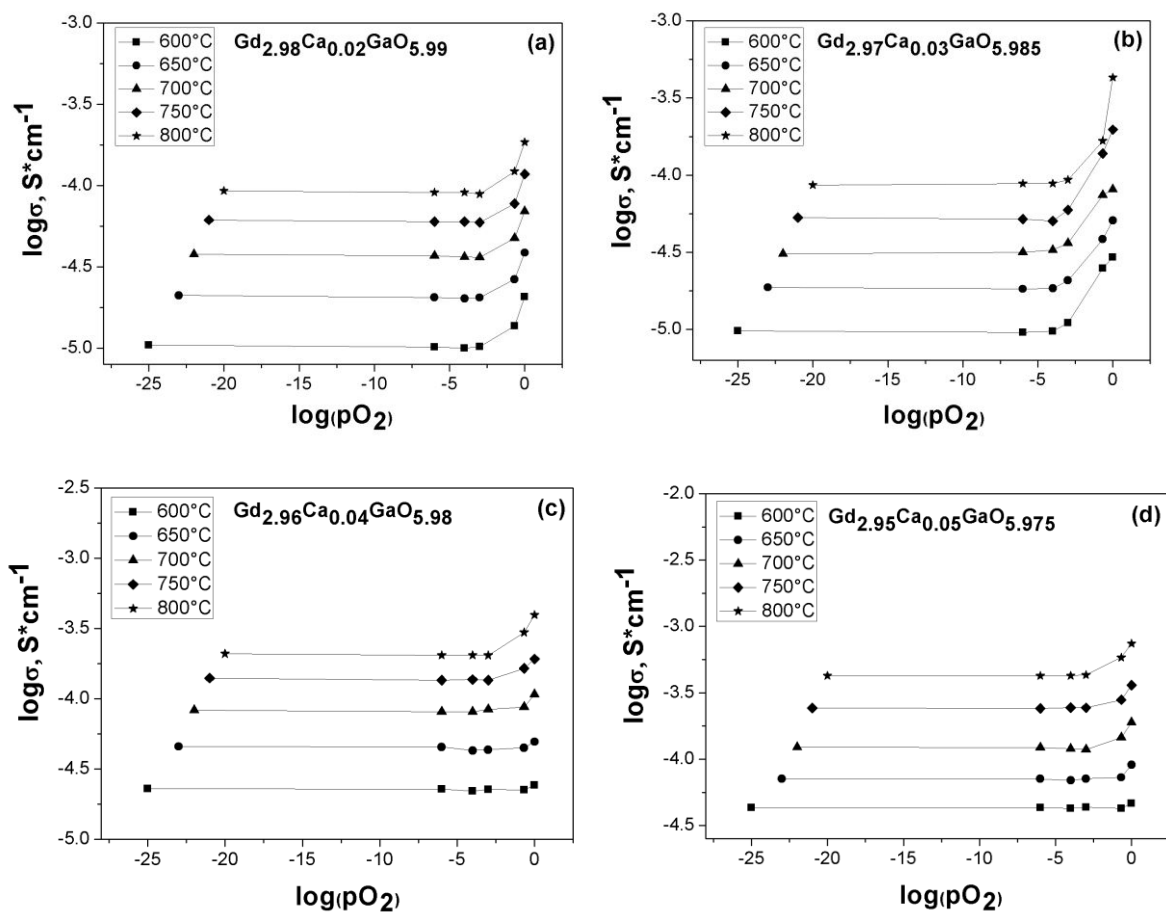 -3.0
-3.5
-4.0
-4.5
-5.0
logσ, S*cm-1
600°C
650°C
700°C
750°C
800°C
Gd2.98Ca0.02GaO5.99
(a)
-25 -20 -15 -10 -5 0
log(pO2)
-3.0
-3.5
-4.0
-4.5
-5.0
logσ, S*cm-1
600°C
650°C
700°C
750°C
800°C
Gd2.97Ca0.03GaO5.985
(b)
-25 -20 -15 -10 -5 0
log(pO2)
-2.5
-3.0
-3.5
-4.0
-4.5
-5.0
logσ, S*cm-1
600°C
650°C
700°C
750°C
800°C
Gd2.96Ca0.04GaO5.98
(c)
-25 -20 -15 -10 -5 0
log(pO2)
-2.0
-2.5
-3.0
-3.5
-4.0
-4.5
logσ, S*cm-1
600°C
650°C
700°C
750°C
800°C
Gd2.95Ca0.05GaO5.975
(d)
-25 -20 -15 -10 -5 0
log(pO2)